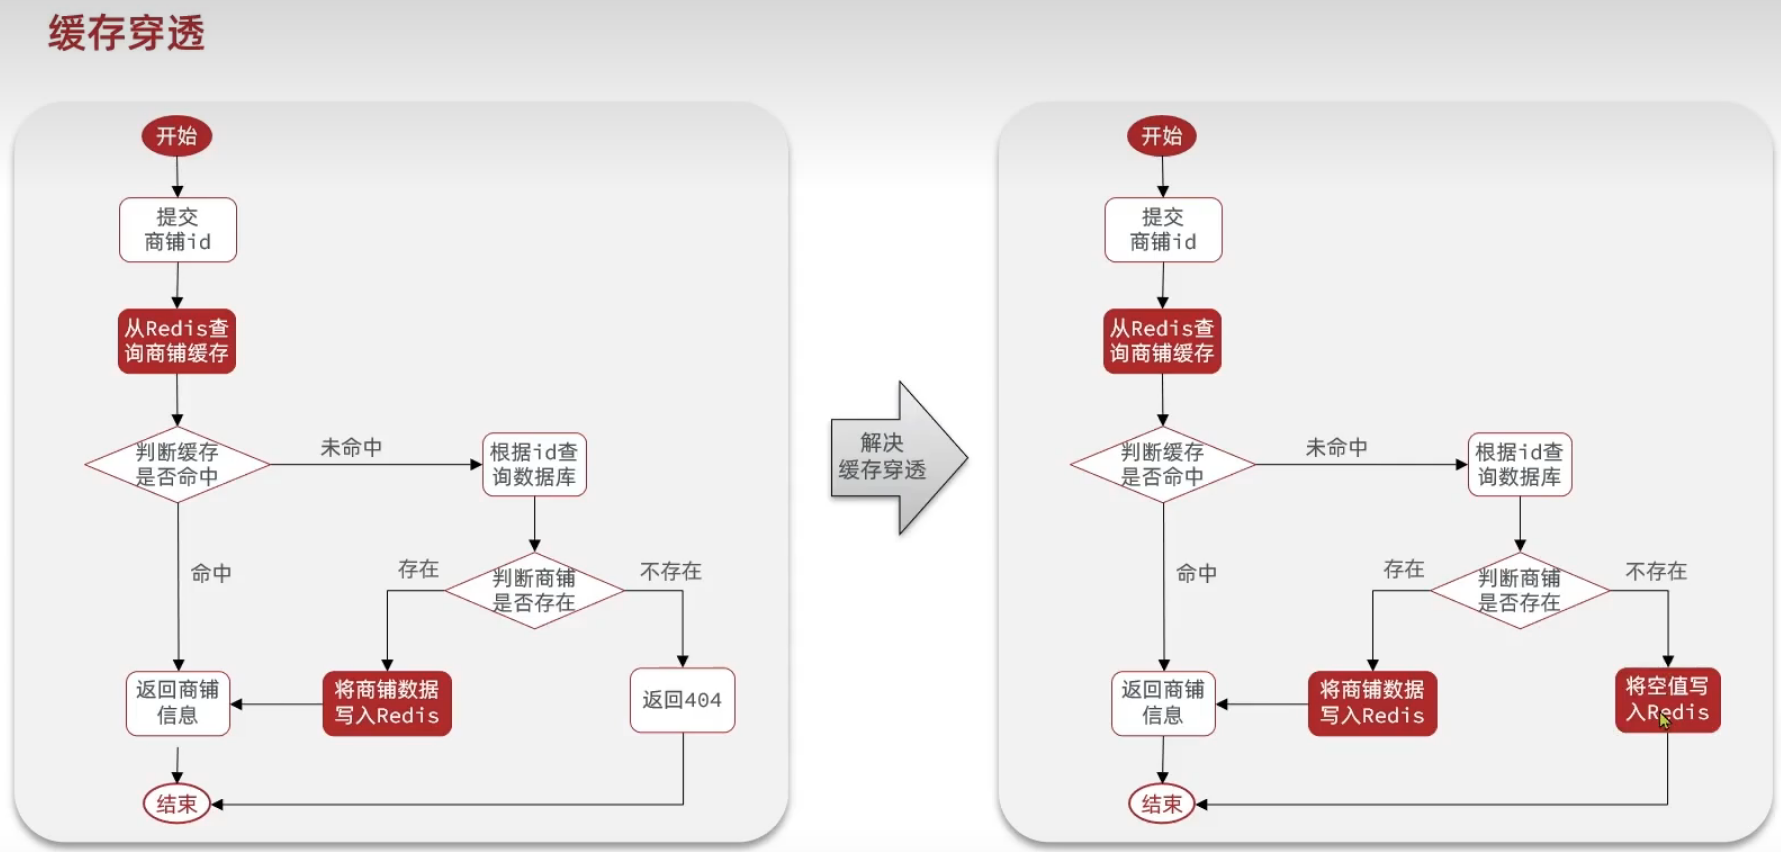 缓存穿透
开始
提交
商铺id
从Redis查
询商铺缓存
判断缓存
是否命中
未命中
根据id查
询数据库
命中
存在
判断商铺
是否存在
不存在
返回商铺
信息
将商铺数据
写入Redis
返回404
结束
解决
缓存穿透
开始
提交
商铺id
从Redis查
询商铺缓存
判断缓存
是否命中
未命中
根据id查
询数据库
命中
存在
判断商铺
是否存在
不存在
返回商铺
信息
将商铺数据
写入Redis
将空值写
入Redis
结束